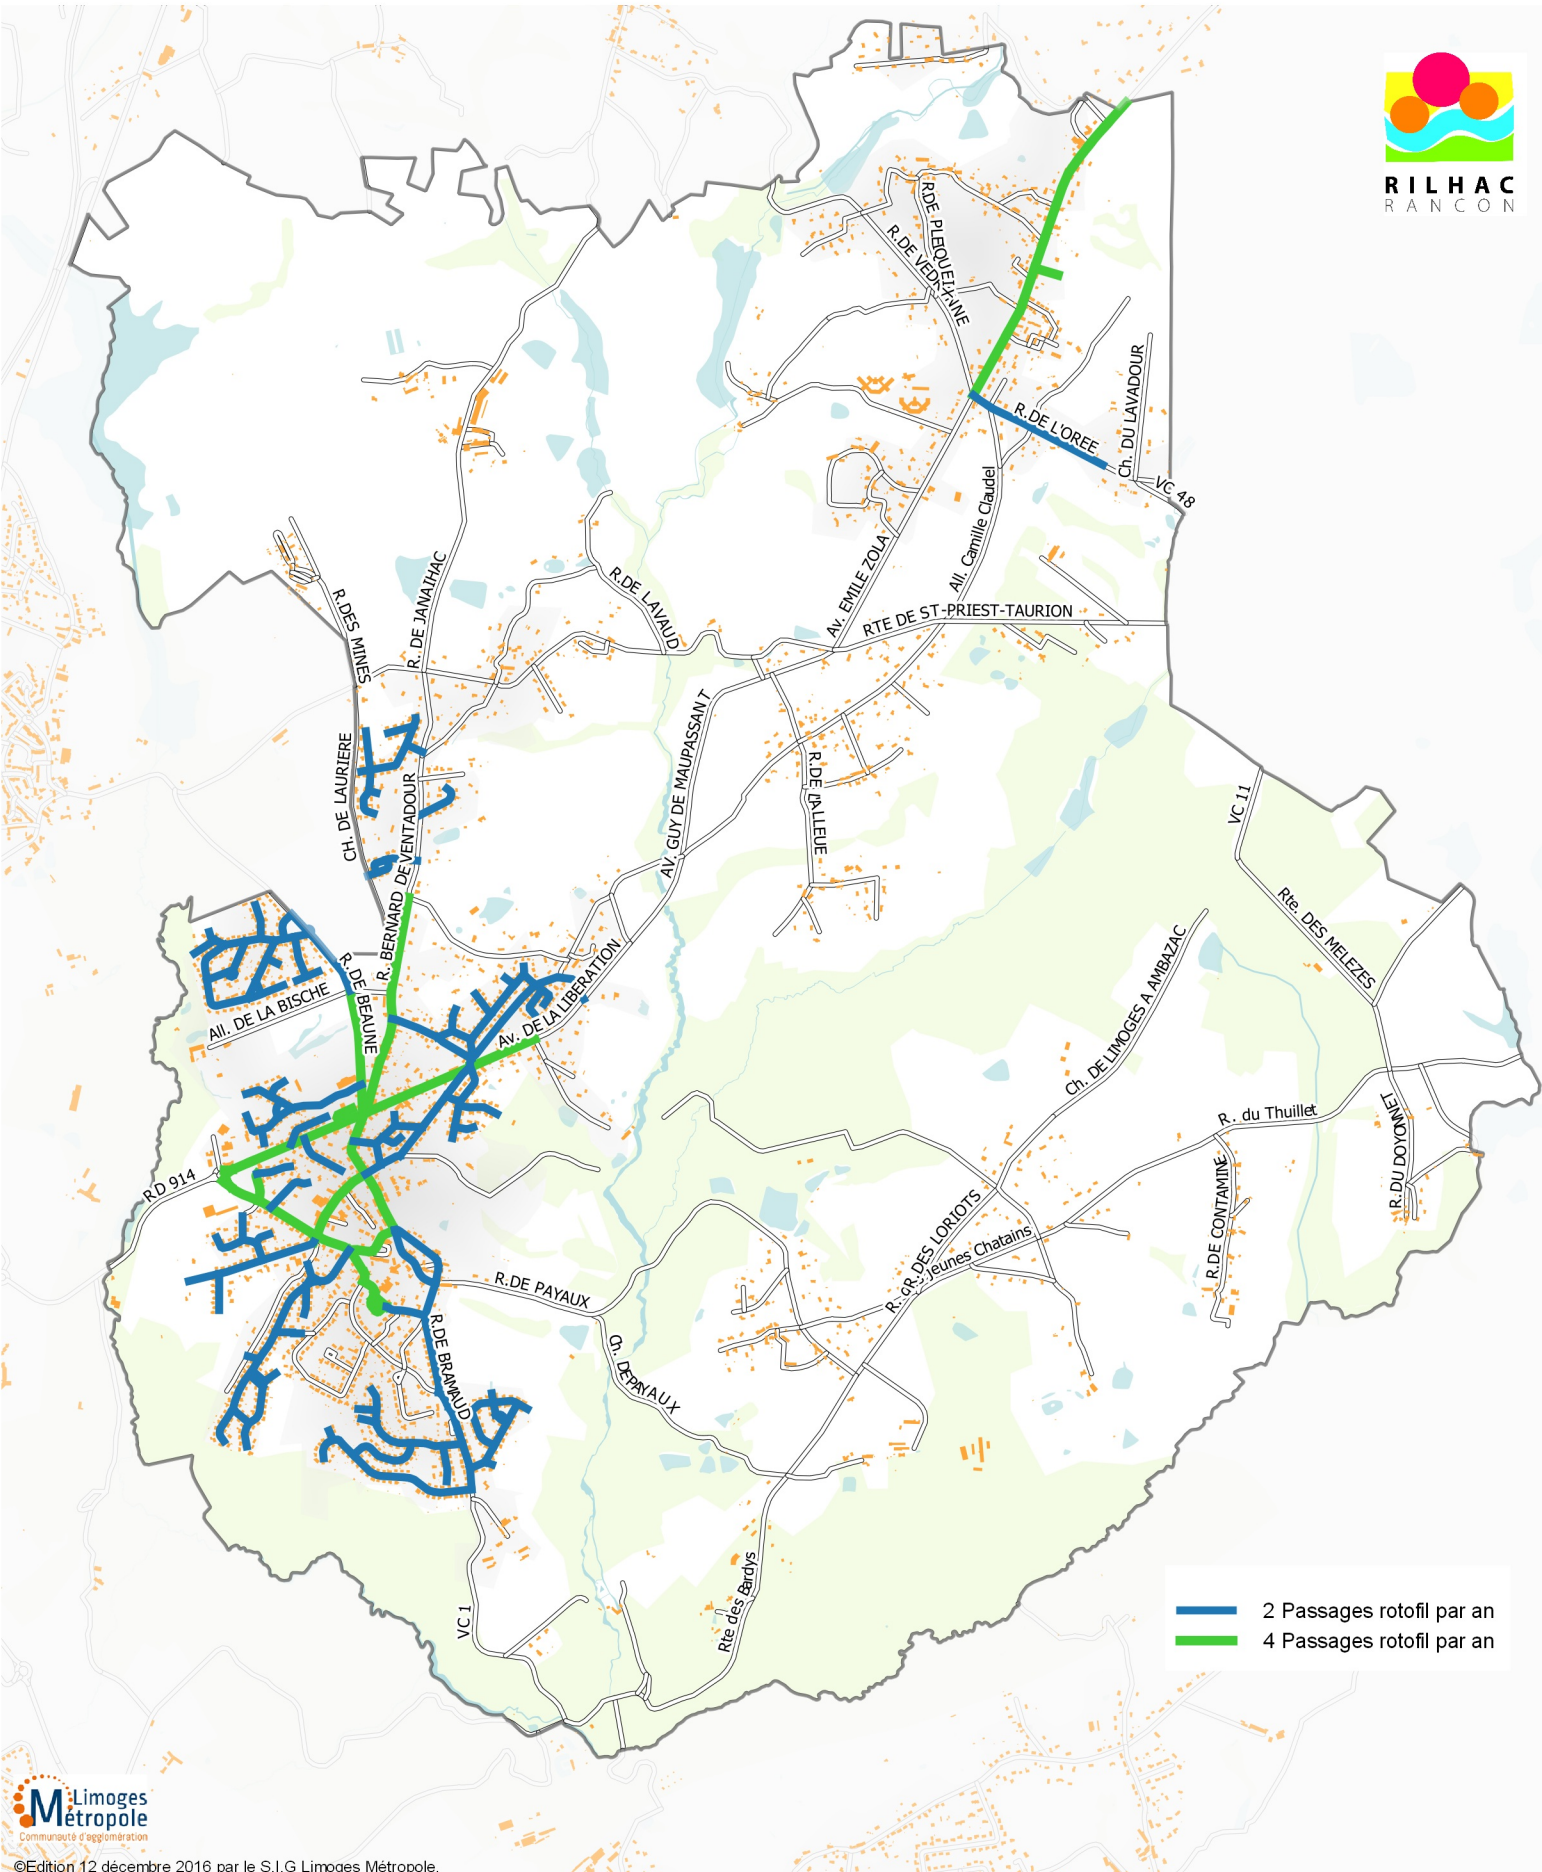 RILHAC
RANCON
R.DE PLEIQUEIX
R.DE VEDRENNE
R.DE L'OREE
Ch. DU LAVADOUR
VC 48
All. Camille Claudel
Av. EMILE ZOLA
RTE DE ST-PRIEST-TAURION
R.DE LAVAUD
R. DE JANAIHAC
R.DES MINES
CH. DE LAURIERE
R. BERNARD DE VENTADOUR
AV. GUY DE MAUPASSANT
R.DE L'ALLEUE
VC 11
Rte. DES MELEZES
Ch. DE LIMOGES A AMBAZAC
R. DE BEAUNE
All. DE LA BISCHE
Av. DE LA LIBERATION
R. du Thuillet
R.DU DOYONNET
R.DE CONTAMINE
RD 914
R.DES LORIOTS
Jeunes Chatains
R.DE PAYAUX
Ch. DE PAYAUX
R.DE BRAMAUD
Rte des Bardys
VC 1
2 Passages rotofil par an
4 Passages rotofil par an
Limoges
Métropole
Communauté d'agglomération
©Edition 12 décembre 2016 par le S.I.G Limoges Métropole.